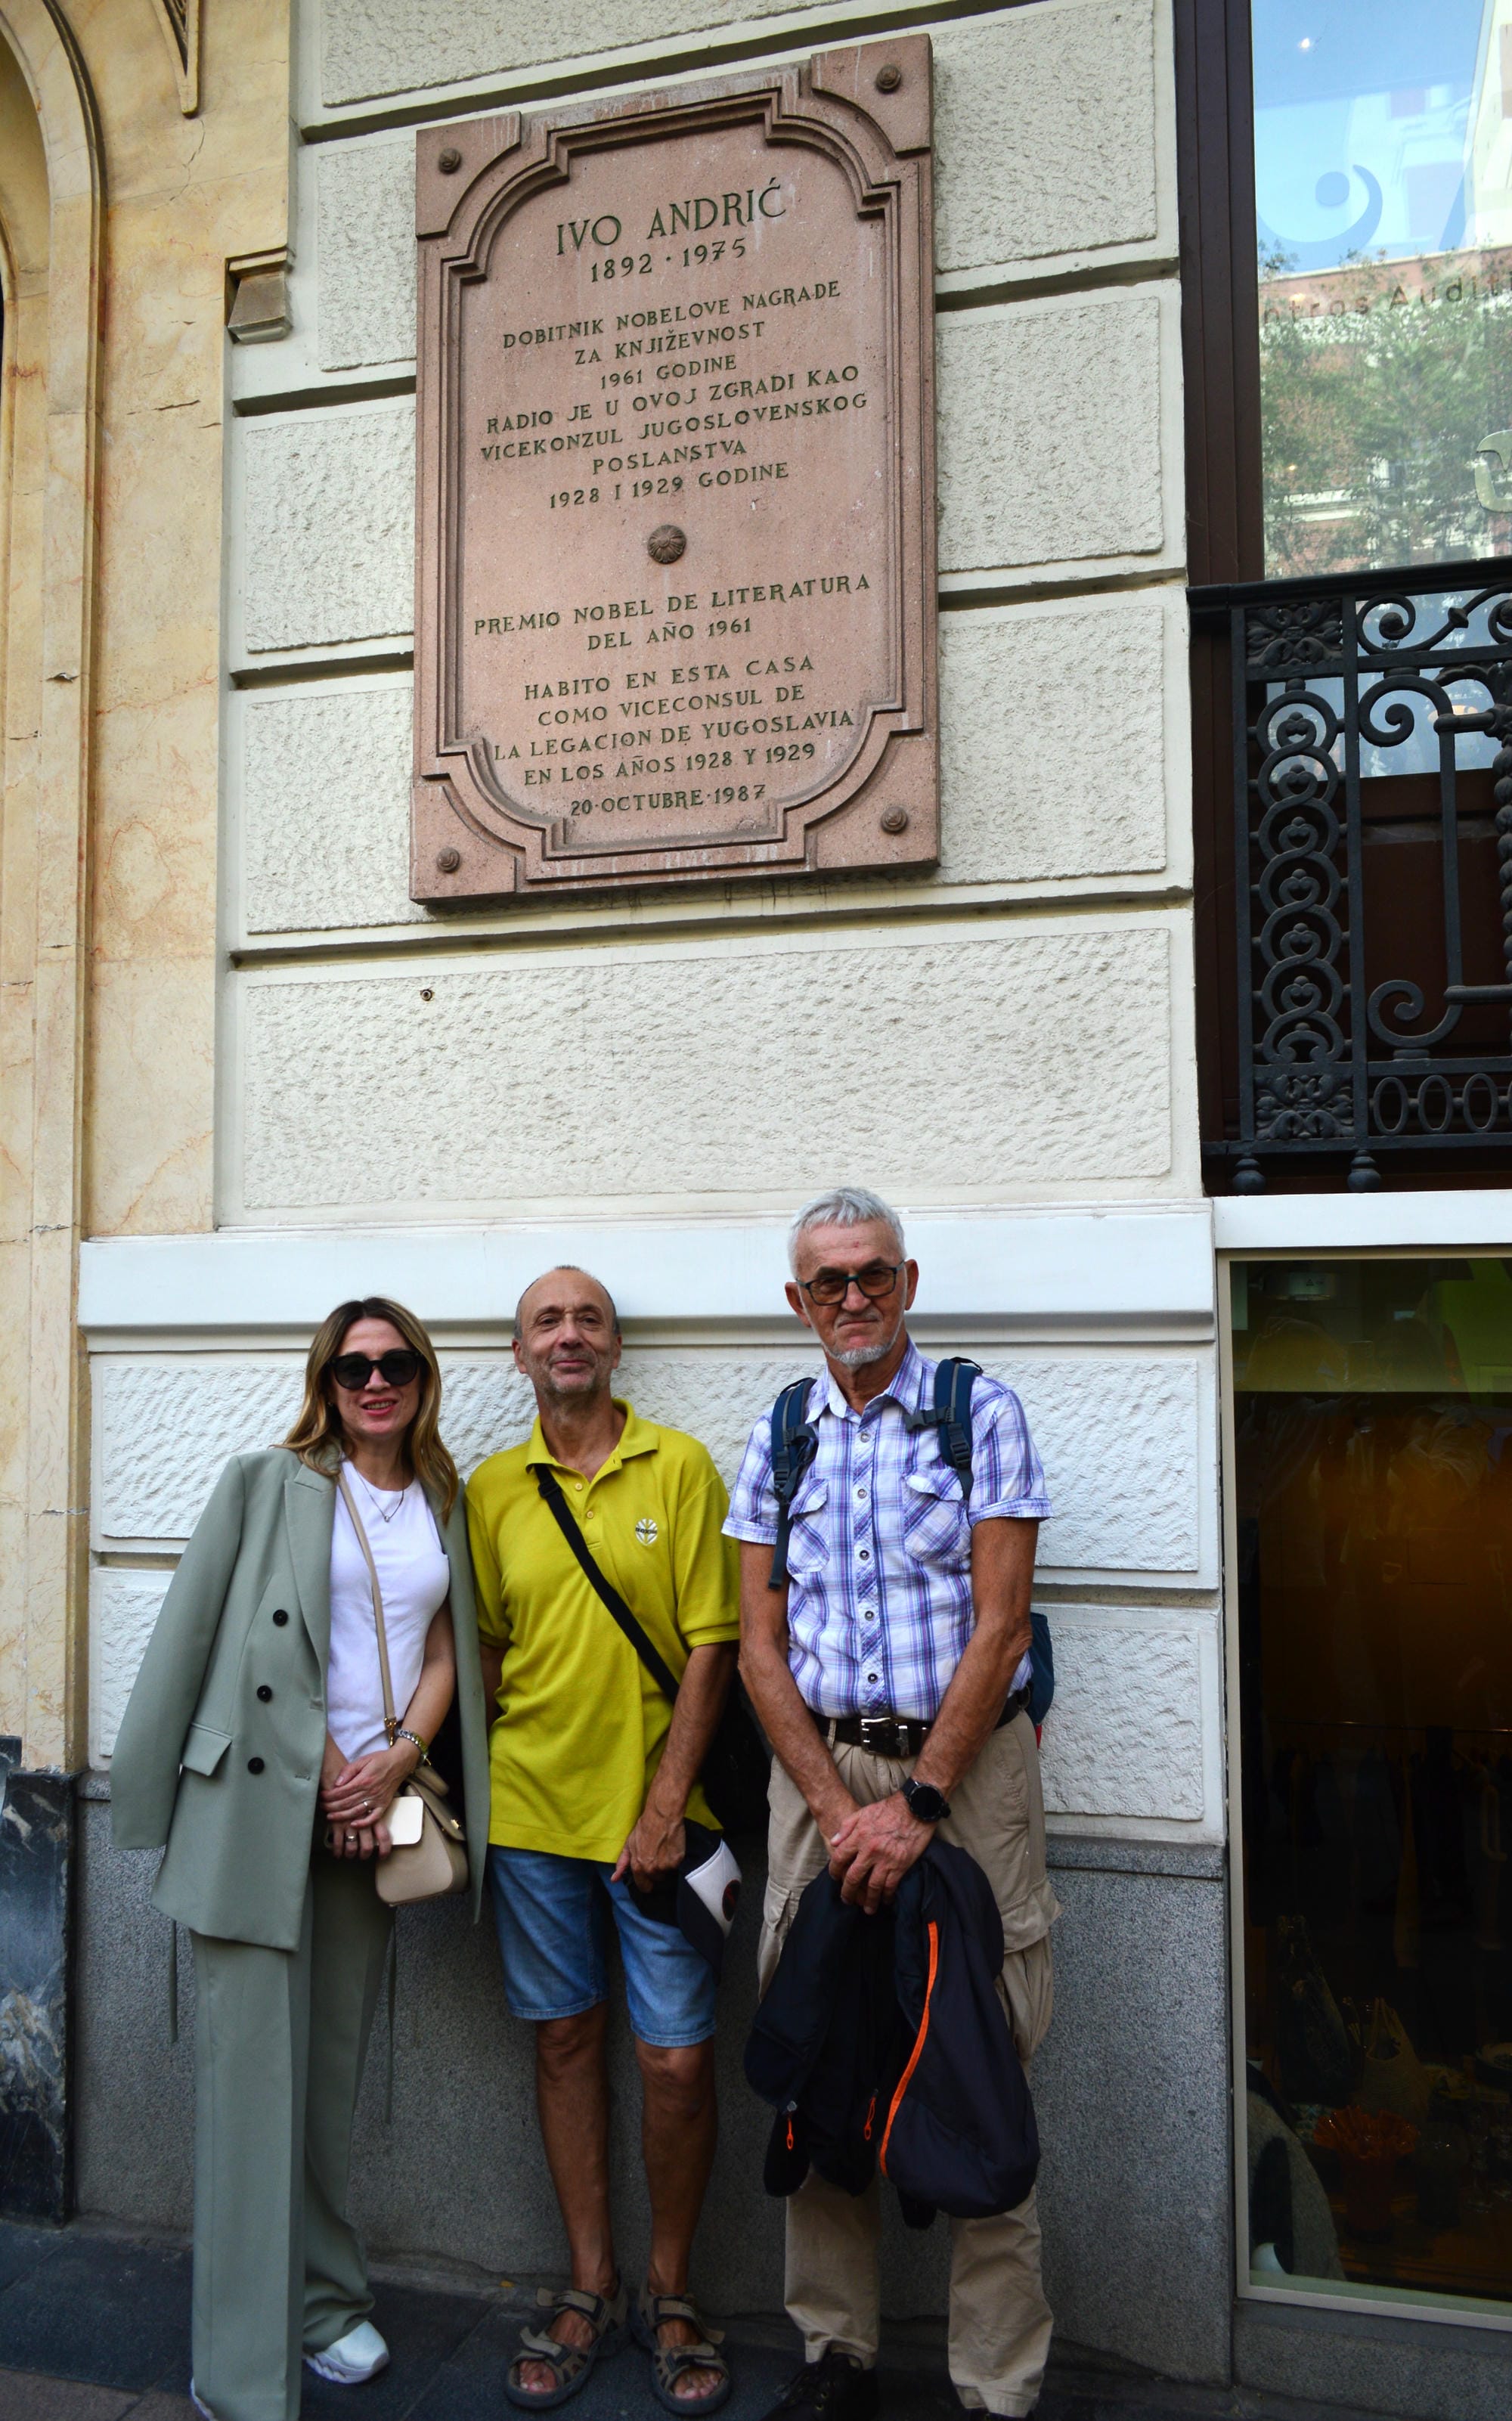 IVO ANDRIĆ
1892 · 1975
DOBITNIK NOBELOVE NAGRADE
ZA KNJIŽEVNOST
1961 GODINE
RADIO JE U OVOJ ZGRADI KAO
VICEKONZUL JUGOSLOVENSKOG
POSLANSTVA
1928 I 1929 GODINE
PREMIO NOBEL DE LITERATURA
DEL AÑO 1961
HABITO EN ESTA CASA
COMO VICECONSUL DE
LA LEGACION DE YUGOSLAVIA
EN LOS AÑOS 1928 Y 1929
20·OCTUBRE·1987